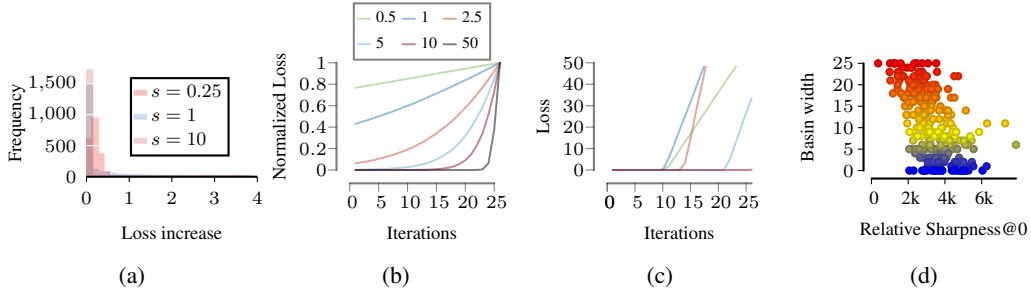 Frequency
1,500
1,000
500
0
0 1 2 3 4
Loss increase
s = 0.25
s = 1
s = 10
(a)
0.5 1 2.5
5 10 50
Normalized Loss
1
0.8
0.6
0.4
0.2
0
0 5 10 15 20 25
Iterations
(b)
Loss
50
40
30
20
10
0
0 5 10 15 20 25
Iterations
(c)
Basin width
25
20
15
10
5
0
0 2k 4k 6k
Relative Sharpness@0
(d)